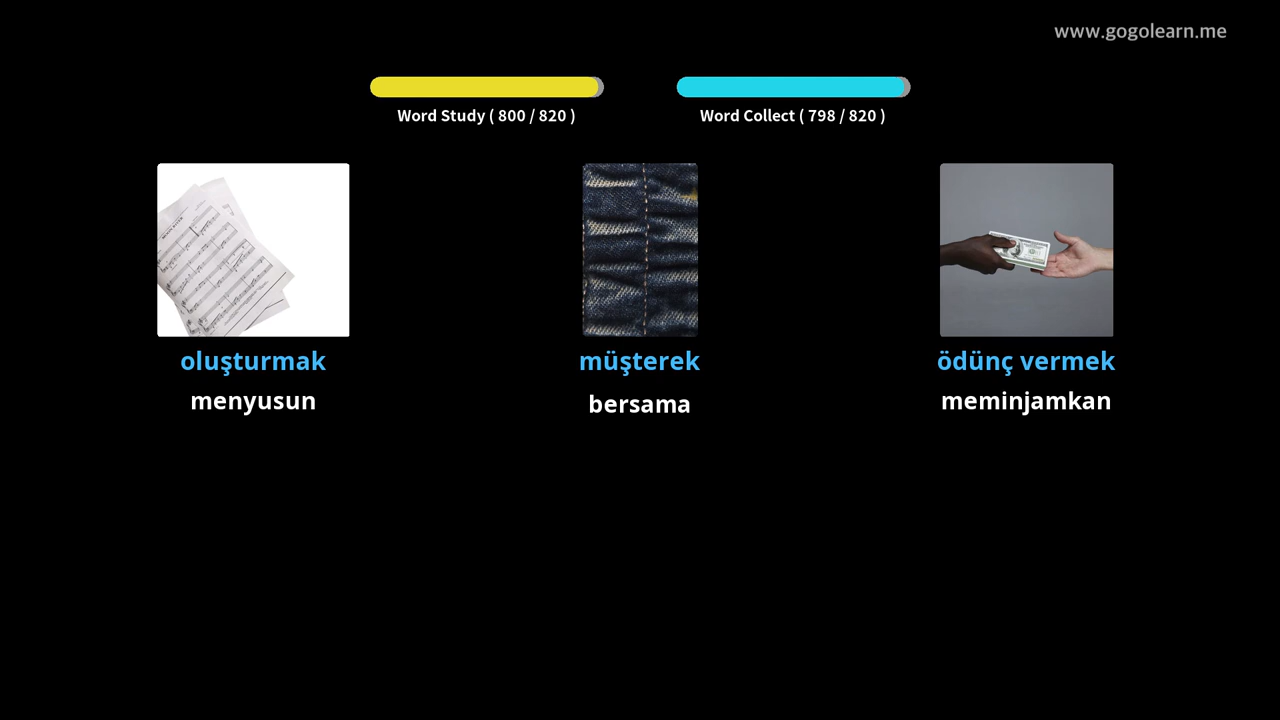 www.gogolearn.me
Word Study ( 800 / 820 )
Word Collect ( 798 / 820 )
oluşturmak
menyusun
müşterek
bersama
ödünç vermek
meminjamkan